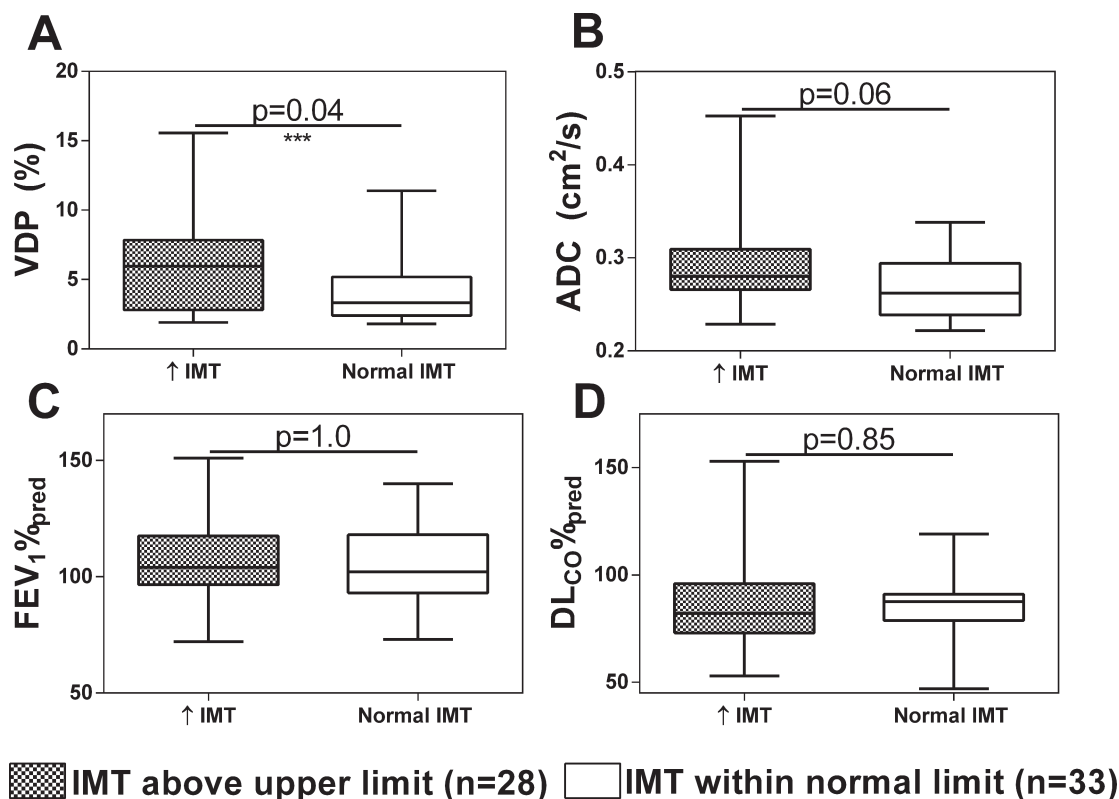 A
20
15
10
5
0
VDP (%)
p=0.04
***
↑ IMT
Normal IMT
B
0.5
0.4
0.3
0.2
ADC (cm²/s)
p=0.06
↑ IMT
Normal IMT
C
150
100
50
FEV₁%pred
p=1.0
↑ IMT
Normal IMT
D
150
100
50
DLCO%pred
p=0.85
↑ IMT
Normal IMT
IMT above upper limit (n=28)
IMT within normal limit (n=33)